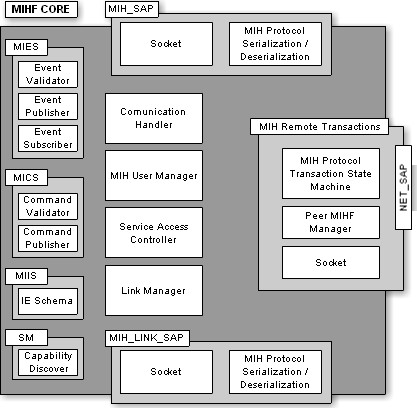 MIHF CORE
MIH_SAP
Socket
MIH Protocol
Serialization /
Deserialization
MIES
Event
Validator
Event
Publisher
Event
Subscriber
Comunication
Handler
MIH User Manager
Service Access
Controller
Link Manager
MIH Remote Transactions
MIH Protocol
Transaction State
Machine
Peer MIHF
Manager
Socket
NET_SAP
MICS
Command
Validator
Command
Publisher
MIIS
IE Schema
SM
Capability
Discover
MIH_LINK_SAP
Socket
MIH Protocol
Serialization /
Deserialization